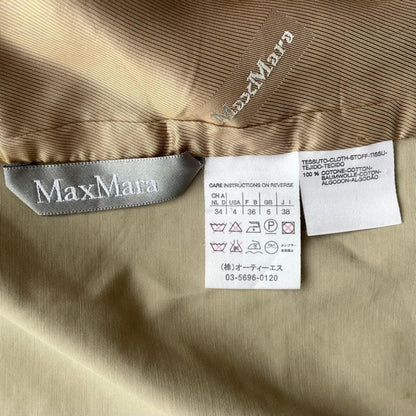 MaxMara
MaxMara
CARE INSTRUCTIONS ON REVERSE
CH A
NL D USA F GB J I
34 4 36 6 38
(株)オーティーエス
03-5696-0120
TESSUTO-CLOTH-STOFF-TISSU-
TEJIDO-TECIDO
100 % COTONE-COTTON-
BAUMWOLLE-COTON-
ALGODON-ALGODÃO